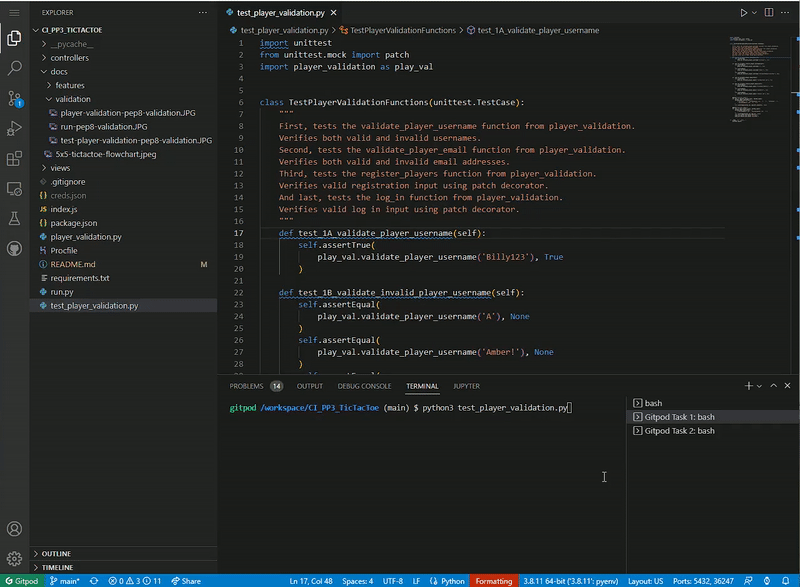 EXPLORER
CI_PP3_TICTACTOE
__pycache__
controllers
docs
features
validation
player-validation-pep8-validation.JPG
run-pep8-validation.JPG
test-player-validation-pep8-validation.JPG
5x5-tictactoe-flowchart.jpeg
views
.gitignore
creds.json
index.js
package.json
player_validation.py
Procfile
README.md M
requirements.txt
run.py
test_player_validation.py
OUTLINE
TIMELINE
test_player_validation.py
test_player_validation.py > TestPlayerValidationFunctions > test_1A_validate_player_username
1 import unittest
2 from unittest.mock import patch
3 import player_validation as play_val
4
5
6 class TestPlayerValidationFunctions(unittest.TestCase):
7 """
8 First, tests the validate_player_username function from player_validation.
9 Verifies both valid and invalid usernames.
10 Second, tests the validate_player_email function from player_validation.
11 Verifies both valid and invalid email addresses.
12 Third, tests the register_players function from player_validation.
13 Verifies valid registration input using patch decorator.
14 And last, tests the log_in function from player_validation.
15 Verifies valid log in input using patch decorator.
16 """
17 def test_1A_validate_player_username(self):
18 self.assertTrue(
19 play_val.validate_player_username('Billy123'), True
20 )
21
22 def test_1B_validate_invalid_player_username(self):
23 self.assertEqual(
24 play_val.validate_player_username('A'), None
25 )
26 self.assertEqual(
27 play_val.validate_player_username('Amber!'), None
28 )
PROBLEMS 14 OUTPUT DEBUG CONSOLE TERMINAL JUPYTER
gitpod /workspace/CI_PP3_TicTacToe (main) $ python3 test_player_validation.py
bash
Gitpod Task 1: bash
Gitpod Task 2: bash
1
Gitpod main* 0 3 11 Share Ln 17, Col 48 Spaces: 4 UTF-8 LF Python Formatting 3.8.11 64-bit ('3.8.11': pyenv) Layout: US Ports: 5432, 36247